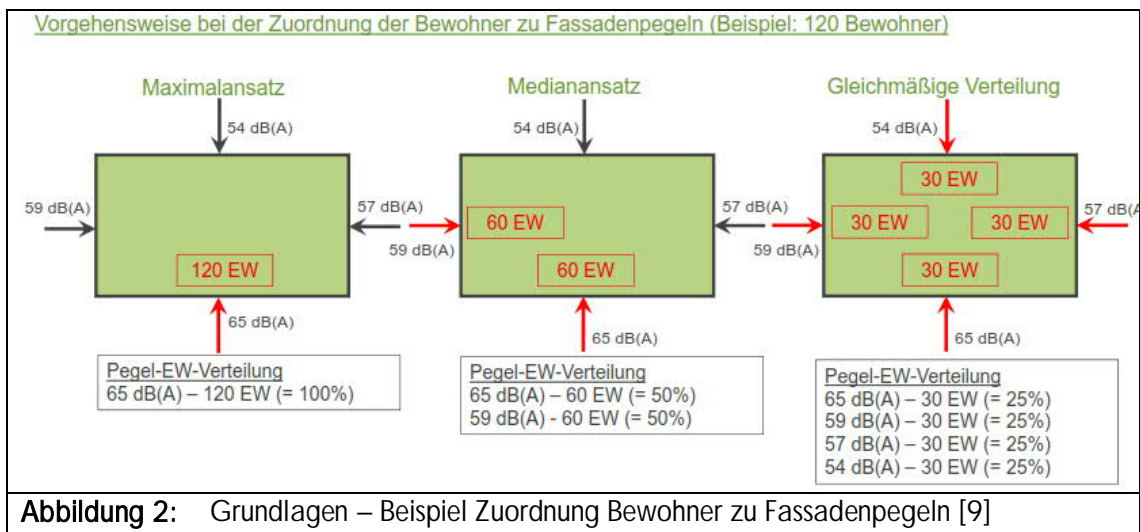 Vorgehensweise bei der Zuordnung der Bewohner zu Fassadenpegeln (Beispiel: 120 Bewohner)
Maximalansatz
54 dB(A)
59 dB(A)
57 dB(A)
120 EW
65 dB(A)
Pegel-EW-Verteilung
65 dB(A) – 120 EW (= 100%)
Medianansatz
54 dB(A)
59 dB(A)
57 dB(A)
60 EW
60 EW
65 dB(A)
Pegel-EW-Verteilung
65 dB(A) – 60 EW (= 50%)
59 dB(A) - 60 EW (= 50%)
Gleichmäßige Verteilung
54 dB(A)
59 dB(A)
57 dB(A
30 EW
30 EW
30 EW
30 EW
65 dB(A)
Pegel-EW-Verteilung
65 dB(A) – 30 EW (= 25%)
59 dB(A) – 30 EW (= 25%)
57 dB(A) – 30 EW (= 25%)
54 dB(A) – 30 EW (= 25%)
Abbildung 2: Grundlagen – Beispiel Zuordnung Bewohner zu Fassadenpegeln [9]